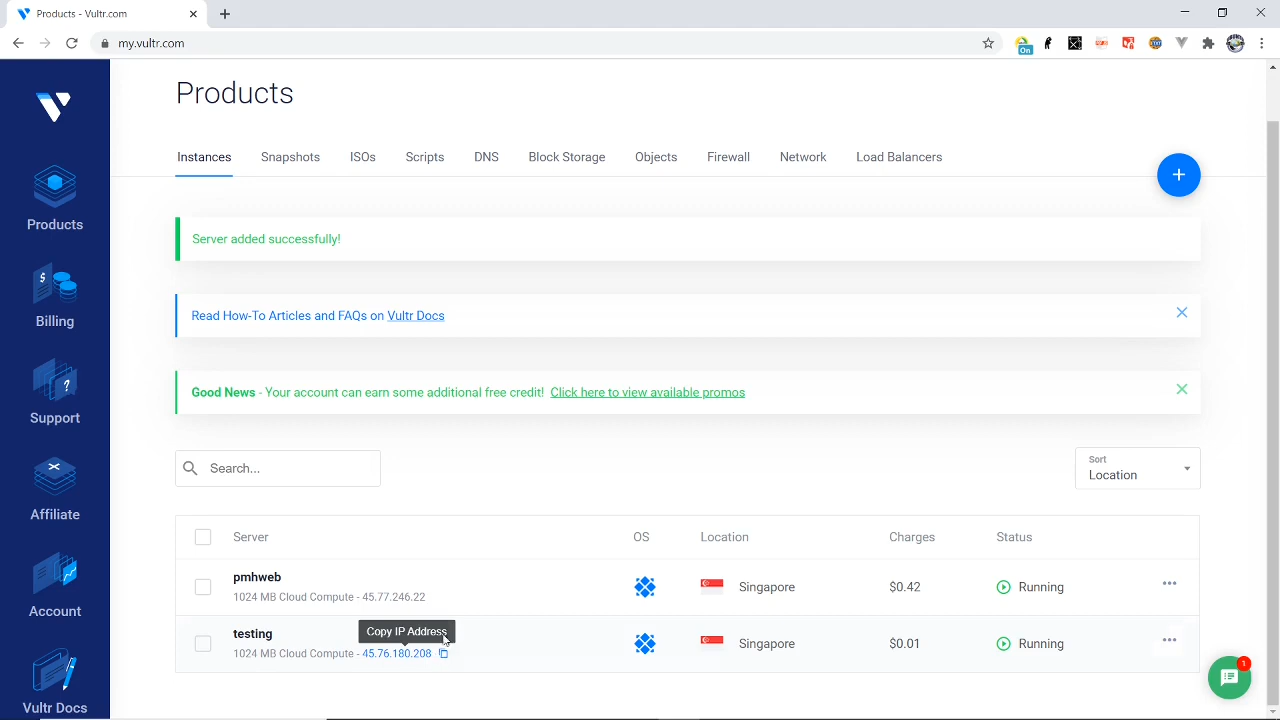 Products - Vultr.com
my.vultr.com
On
Products
Instances
Snapshots
ISOs
Scripts
DNS
Block Storage
Objects
Firewall
Network
Load Balancers
+
Products
Billing
Support
Affiliate
Account
Vultr Docs
Server added successfully!
Read How-To Articles and FAQs on Vultr Docs
Good News - Your account can earn some additional free credit! Click here to view available promos
Search...
Sort
Location
Server
OS
Location
Charges
Status
pmhweb
1024 MB Cloud Compute - 45.77.246.22
Singapore
$0.42
Running
testing
Copy IP Address
1024 MB Cloud Compute - 45.76.180.208
Singapore
$0.01
Running
1